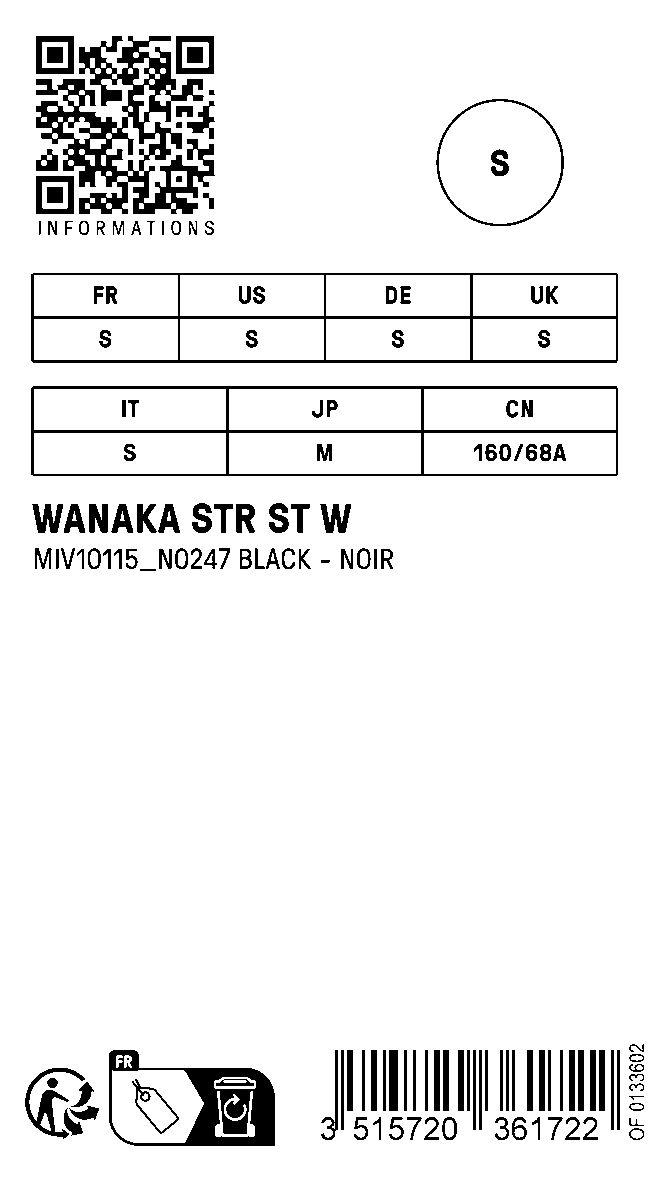 INFORMATIONS
S
FR US DE UK
S S S S
IT JP CN
S M 160/68A
WANAKA STR ST W
MIV10115_N0247 BLACK - NOIR
FR
3 515720 361722
OF 0133602